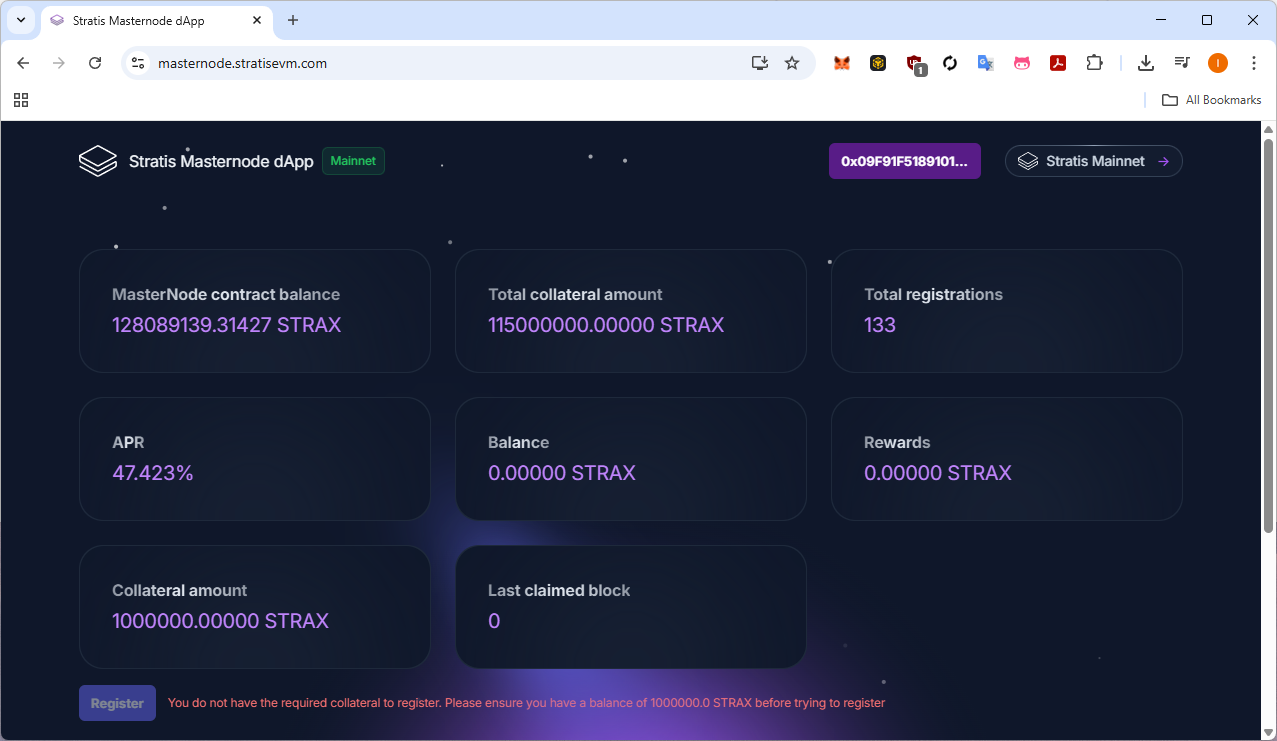 Stratis Masternode dApp
masternode.stratisevm.com
1
I
All Bookmarks
Stratis Masternode dApp Mainnet
0x09F91F5189101...
Stratis Mainnet →
MasterNode contract balance
128089139.31427 STRAX
Total collateral amount
115000000.00000 STRAX
Total registrations
133
APR
47.423%
Balance
0.00000 STRAX
Rewards
0.00000 STRAX
Collateral amount
1000000.00000 STRAX
Last claimed block
0
Register
You do not have the required collateral to register. Please ensure you have a balance of 1000000.0 STRAX before trying to register